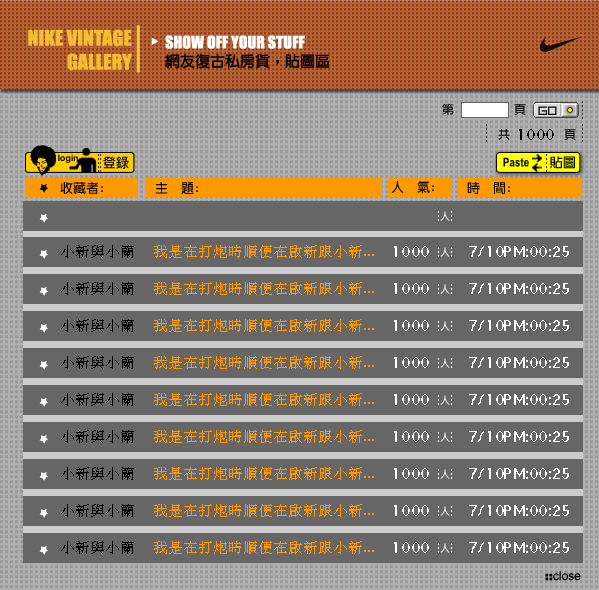 NIKE VINTAGE GALLERY
SHOW OFF YOUR STUFF
網友復古私房貨，貼圖區
第 頁 GO
共 1000 頁
login 登錄
Paste 貼圖
收藏者: 主 題: 人 氣: 時 間:
人
小新與小蘭 我是在打炮時順便在啟新跟小新... 1000 人 7/10PM:00:25
小新與小蘭 我是在打炮時順便在啟新跟小新... 1000 人 7/10PM:00:25
小新與小蘭 我是在打炮時順便在啟新跟小新... 1000 人 7/10PM:00:25
小新與小蘭 我是在打炮時順便在啟新跟小新... 1000 人 7/10PM:00:25
小新與小蘭 我是在打炮時順便在啟新跟小新... 1000 人 7/10PM:00:25
小新與小蘭 我是在打炮時順便在啟新跟小新... 1000 人 7/10PM:00:25
小新與小蘭 我是在打炮時順便在啟新跟小新... 1000 人 7/10PM:00:25
小新與小蘭 我是在打炮時順便在啟新跟小新... 1000 人 7/10PM:00:25
小新與小蘭 我是在打炮時順便在啟新跟小新... 1000 人 7/10PM:00:25
close